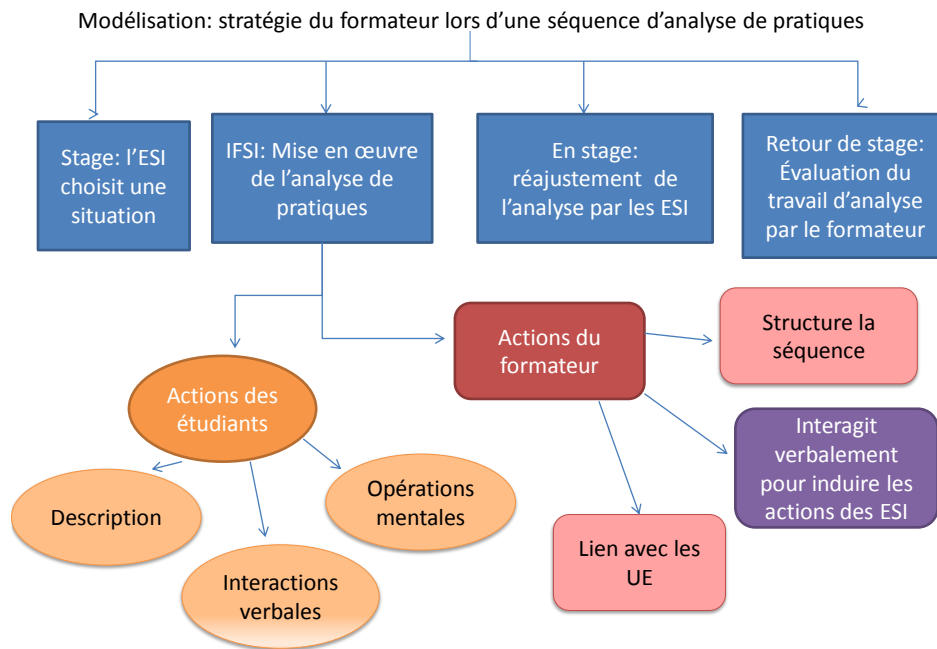 Modélisation: stratégie du formateur lors d'une séquence d'analyse de pratiques
Stage: l'ESI
choisit une
situation
IFSI: Mise en œuvre
de l'analyse de
pratiques
En stage:
réajustement de
l'analyse par les ESI
Retour de stage:
Évaluation du
travail d'analyse
par le formateur
Actions des
étudiants
Actions du
formateur
Structure la
séquence
Interagit
verbalement
pour induire les
actions des ESI
Lien avec les
UE
Description
Interactions
verbales
Opérations
mentales